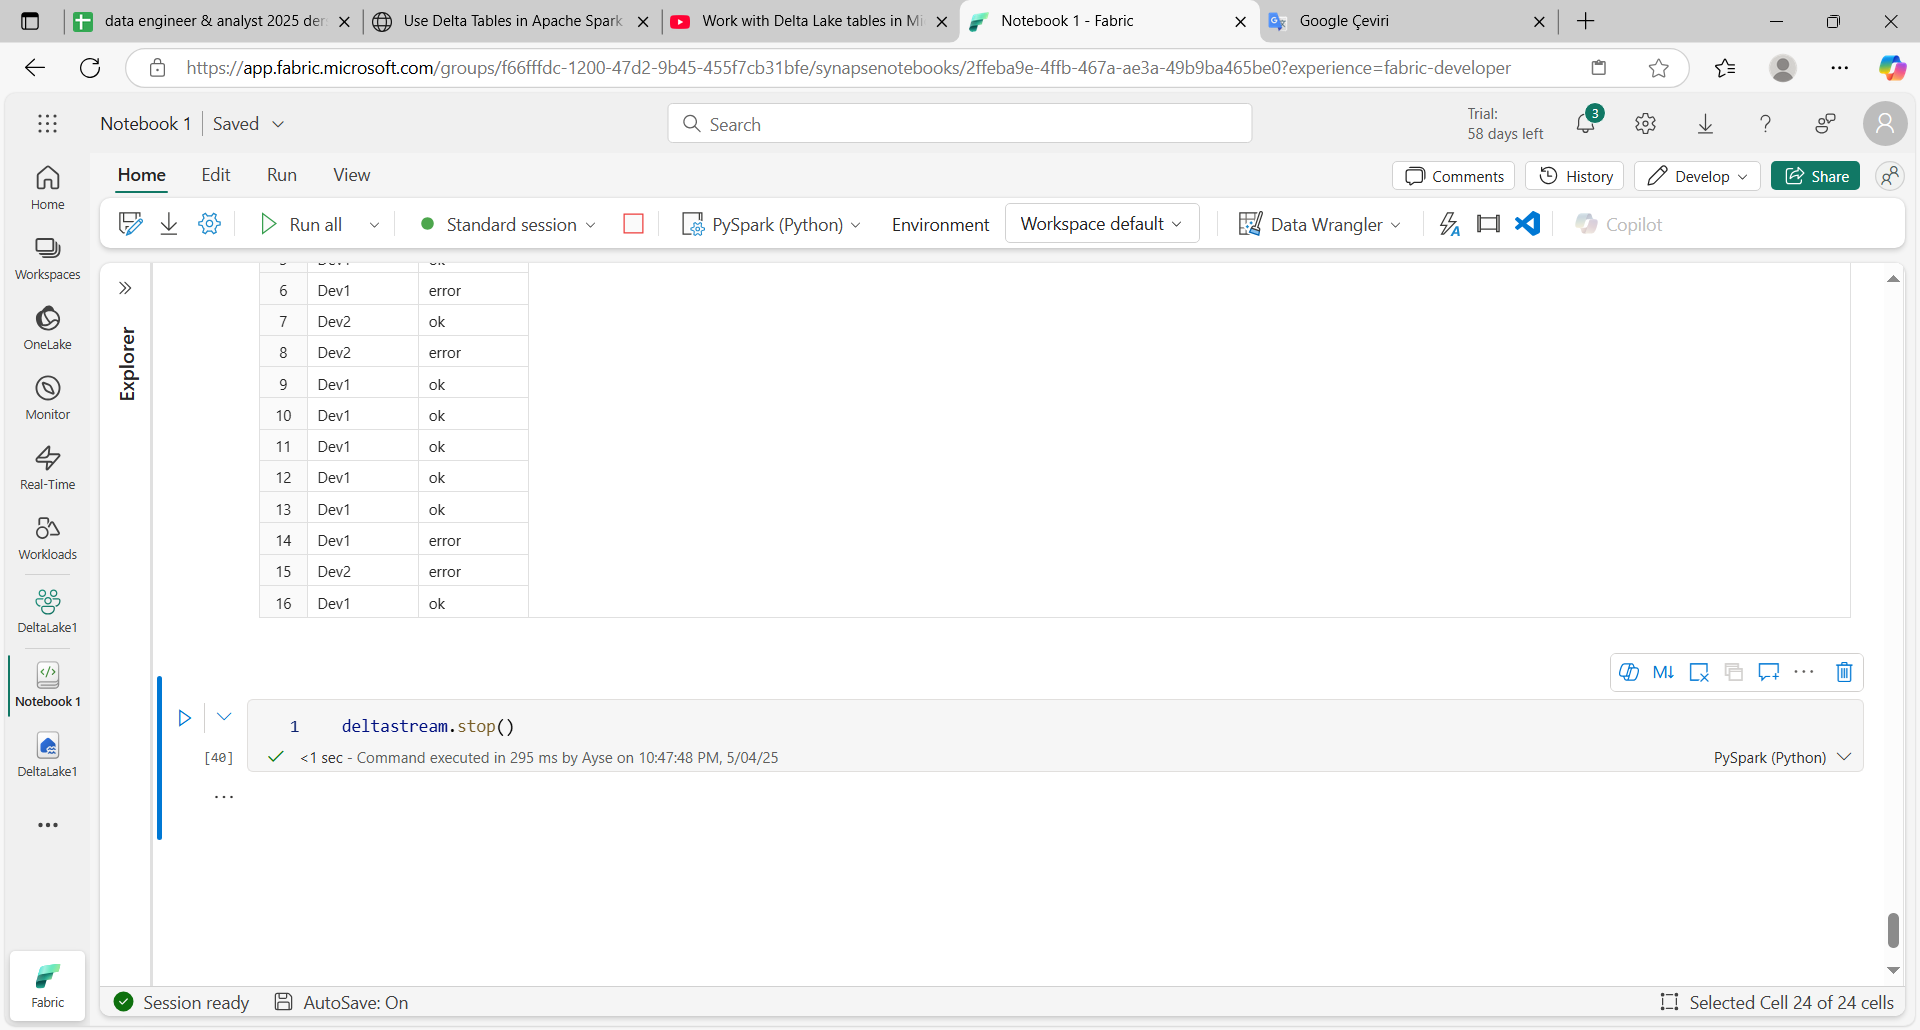 data engineer & analyst 2025 der
Use Delta Tables in Apache Spark
Work with Delta Lake tables in Mi
Notebook 1 - Fabric
Google Çeviri
https://app.fabric.microsoft.com/groups/f66fffdc-1200-47d2-9b45-455f7cb31bfe/synapsenotebooks/2ffeba9e-4ffb-467a-ae3a-49b9ba465be0?experience=fabric-developer
Notebook 1
Saved
Search
Trial:
58 days left
3
Home
Edit
Run
View
Comments
History
Develop
Share
Run all
Standard session
PySpark (Python)
Environment
Workspace default
Data Wrangler
Copilot
Home
Workspaces
OneLake
Monitor
Real-Time
Workloads
DeltaLake1
Notebook 1
DeltaLake1
Fabric
Explorer
5 Dev1 ok
6 Dev1 error
7 Dev2 ok
8 Dev2 error
9 Dev1 ok
10 Dev1 ok
11 Dev1 ok
12 Dev1 ok
13 Dev1 ok
14 Dev1 error
15 Dev2 error
16 Dev1 ok
M↓
1 deltastream.stop()
[40]
<1 sec - Command executed in 295 ms by Ayse on 10:47:48 PM, 5/04/25
PySpark (Python)
Session ready
AutoSave: On
Selected Cell 24 of 24 cells